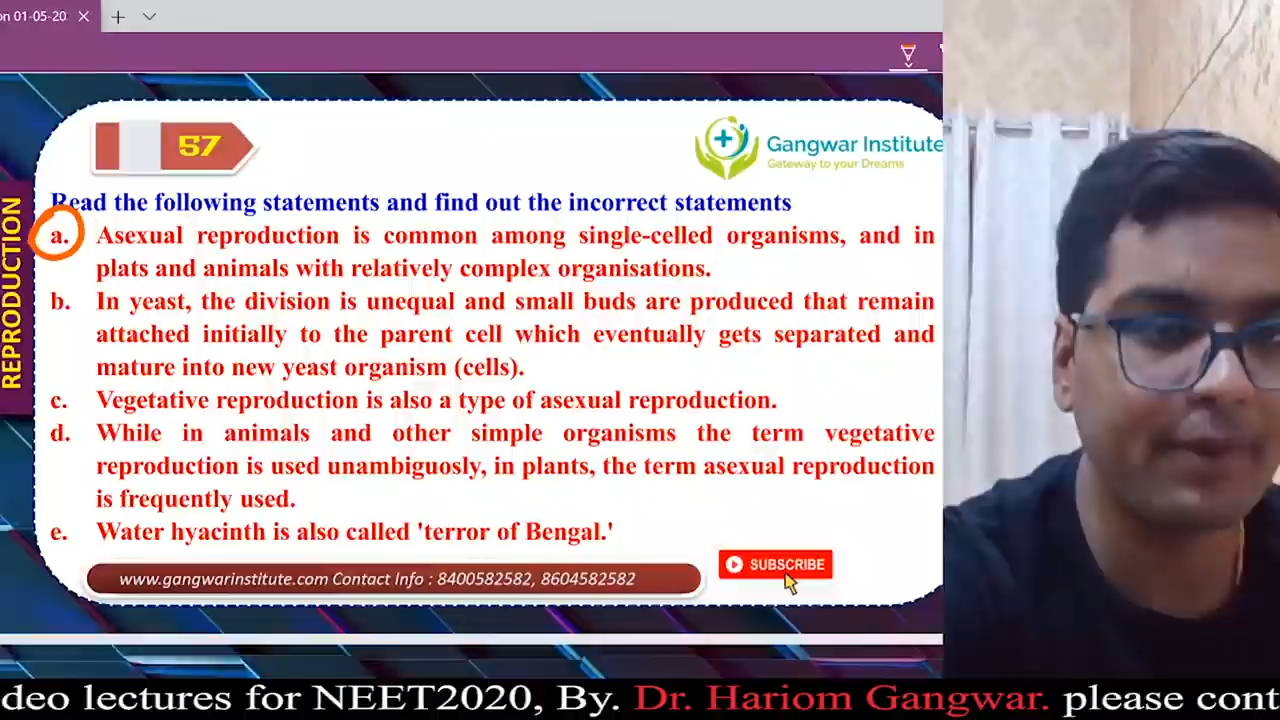 on 01-05-20
57
Gangwar Institute
Gateway to your Dreams
REPRODUCTION
Read the following statements and find out the incorrect statements
a. Asexual reproduction is common among single-celled organisms, and in
plats and animals with relatively complex organisations.
b. In yeast, the division is unequal and small buds are produced that remain
attached initially to the parent cell which eventually gets separated and
mature into new yeast organism (cells).
c. Vegetative reproduction is also a type of asexual reproduction.
d. While in animals and other simple organisms the term vegetative
reproduction is used unambiguosly, in plants, the term asexual reproduction
is frequently used.
e. Water hyacinth is also called 'terror of Bengal.'
www.gangwarinstitute.com Contact Info : 8400582582, 8604582582
SUBSCRIBE
deo lectures for NEET2020, By. Dr. Hariom Gangwar. please cont